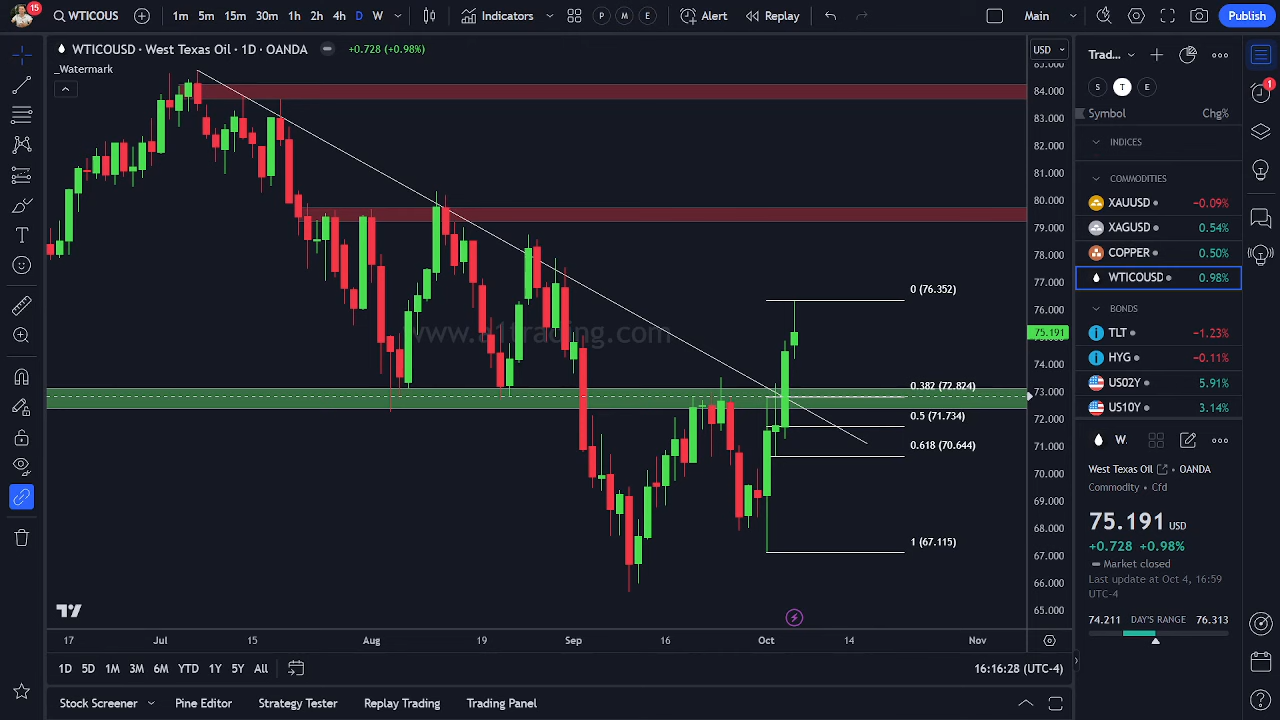 15
WTICOUS
1m 5m 15m 30m 1h 2h 4h D W
Indicators
P M E
Alert
Replay
Main
Publish
WTICOUSD • West Texas Oil • 1D • OANDA
+0.728 (+0.98%)
_Watermark
USD
84.000
83.000
82.000
81.000
80.000
79.000
78.000
77.000
76.000
75.191
74.000
73.000
72.000
71.000
70.000
69.000
68.000
67.000
66.000
65.000
www.a1trading.com
0 (76.352)
0.382 (72.824)
0.5 (71.734)
0.618 (70.644)
1 (67.115)
17 Jul 15 Aug 19 Sep 16 Oct 14 Nov
1D 5D 1M 3M 6M YTD 1Y 5Y All
16:16:28 (UTC-4)
Stock Screener
Pine Editor
Strategy Tester
Replay Trading
Trading Panel
Trad...
S T E
Symbol Chg%
INDICES
COMMODITIES
XAUUSD −0.09%
XAGUSD 0.54%
COPPER 0.50%
WTICOUSD 0.98%
BONDS
TLT −1.23%
HYG −0.11%
US02Y 5.91%
US10Y 3.14%
W.
West Texas Oil • OANDA
Commodity • Cfd
75.191 USD
+0.728 +0.98%
Market closed
Last update at Oct 4, 16:59
UTC-4
74.211 DAY'S RANGE 76.313
1